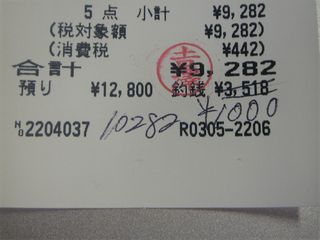 5点 小計 ¥9,282
(税対象額 ¥9,282)
(消費税 ¥442)
合計 ¥9,282
預り ¥12,800 釣銭 ¥3,518
¥1000
№2204037 10282 R0305-2206